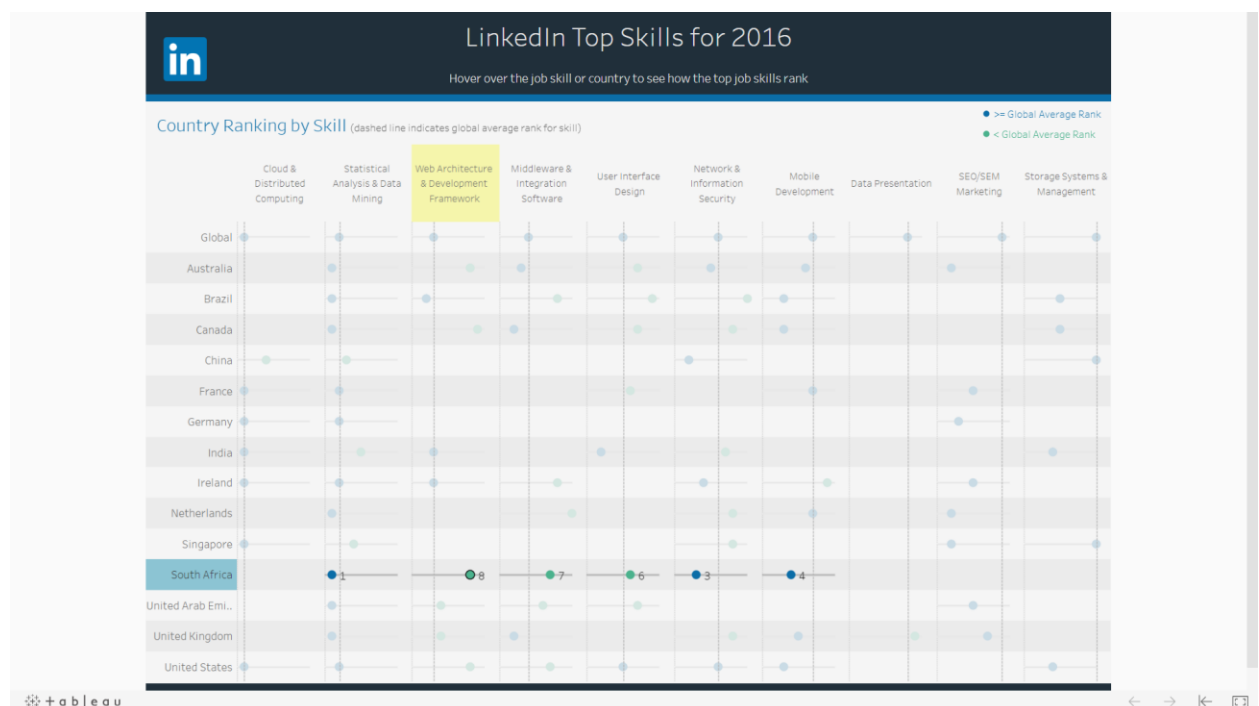 in
LinkedIn Top Skills for 2016
Hover over the job skill or country to see how the top job skills rank
Country Ranking by Skill (dashed line indicates global average rank for skill)
>= Global Average Rank
< Global Average Rank
Cloud &
Distributed
Computing
Statistical
Analysis & Data
Mining
Web Architecture
& Development
Framework
Middleware &
Integration
Software
User Interface
Design
Network &
Information
Security
Mobile
Development
Data Presentation
SEO/SEM
Marketing
Storage Systems &
Management
Global
Australia
Brazil
Canada
China
France
Germany
India
Ireland
Netherlands
Singapore
South Africa 1 8 7 6 3 4
United Arab Emi..
United Kingdom
United States
+ableau